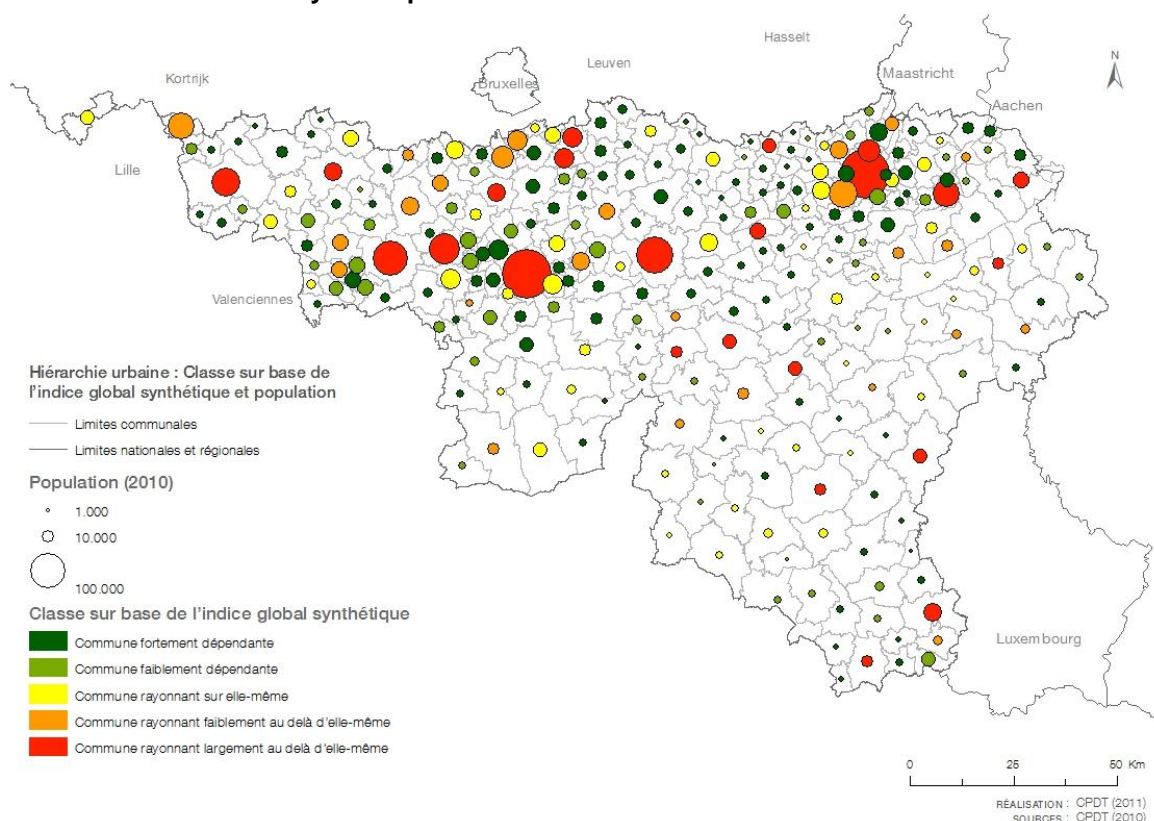 Hasselt
Leuven
Kortrijk
Bruxelles
Maastricht
N
Aachen
Lille
Valenciennes
Hiérarchie urbaine : Classe sur base de
l'indice global synthétique et population
Limites communales
Limites nationales et régionales
Population (2010)
1.000
10.000
100.000
Classe sur base de l'indice global synthétique
Commune fortement dépendante
Commune faiblement dépendante
Commune rayonnant sur elle-même
Commune rayonnant faiblement au delà d'elle-même
Commune rayonnant largement au delà d'elle-même
Luxembourg
0 25 50 Km
RÉALISATION : CPDT (2011)
SOURCES : CPDT (2010)